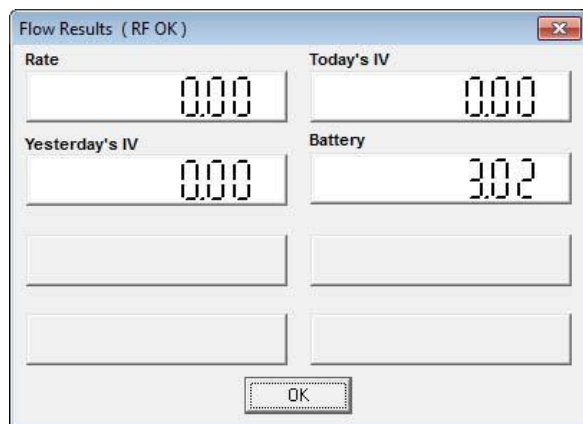 Flow Results ( RF OK )
Rate
Today's IV
0.00
0.00
Yesterday's IV
Battery
0.00
3.02
OK